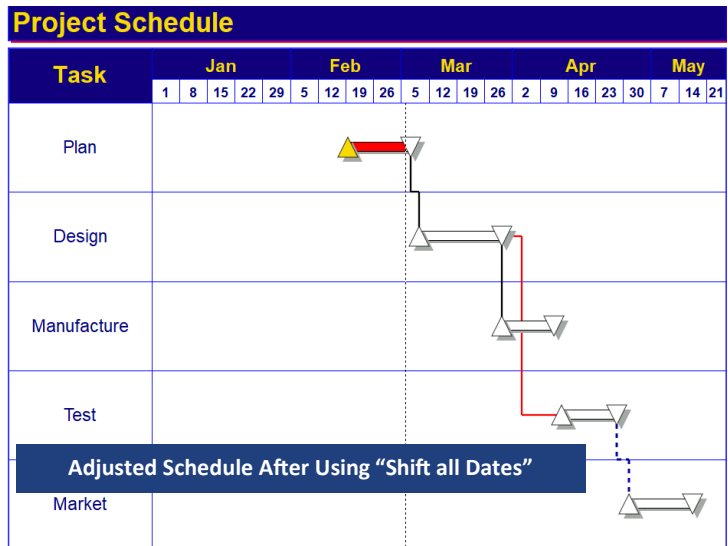 Project Schedule
Task
Jan Feb Mar Apr May
1 8 15 22 29 5 12 19 26 5 12 19 26 2 9 16 23 30 7 14 21
Plan
Design
Manufacture
Test
Adjusted Schedule After Using “Shift all Dates”
Market